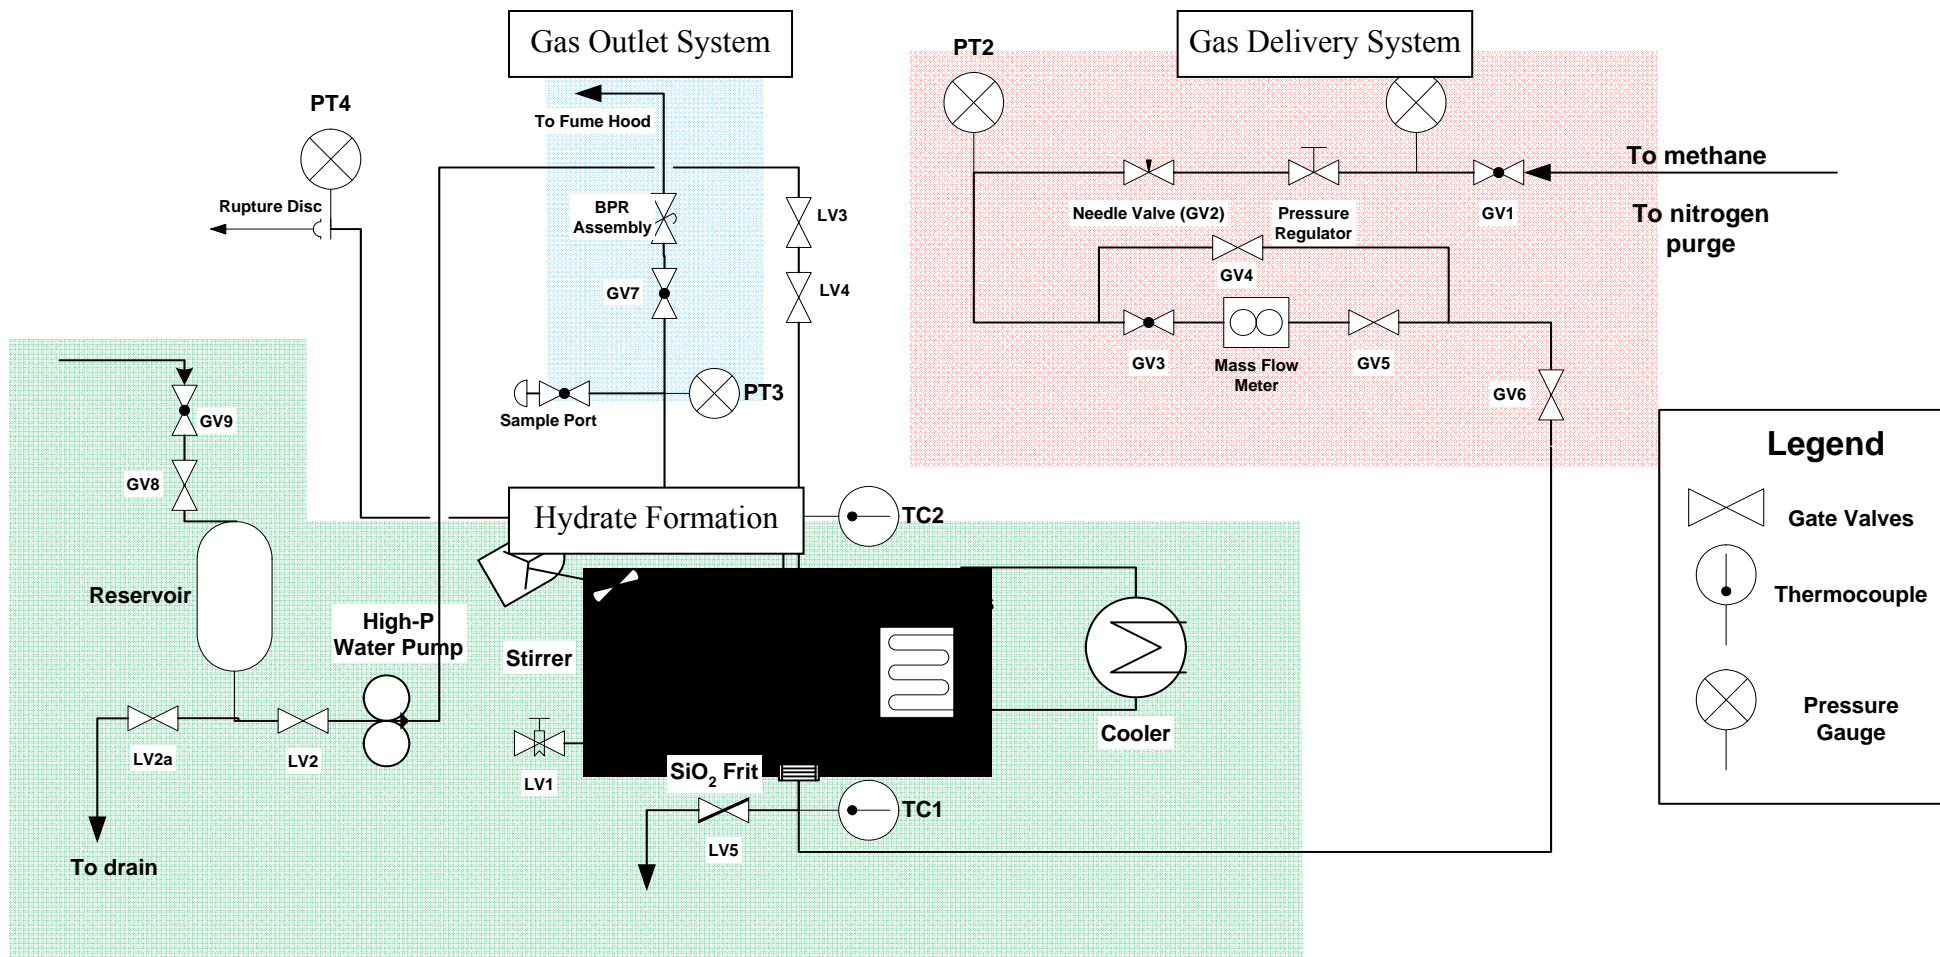 Gas Outlet System
Gas Delivery System
PT2
PT4
To Fume Hood
To methane
Rupture Disc
BPR
Assembly
LV3
Needle Valve (GV2)
Pressure
Regulator
GV1
To nitrogen
purge
GV4
GV7
LV4
GV3
Mass Flow
Meter
GV5
GV6
PT3
Sample Port
GV9
GV8
Legend
Gate Valves
Hydrate Formation
TC2
Reservoir
High-P
Water Pump
Thermocouple
Stirrer
Pressure
Gauge
Cooler
LV2a
LV2
LV1
SiO2 Frit
TC1
LV5
To drain